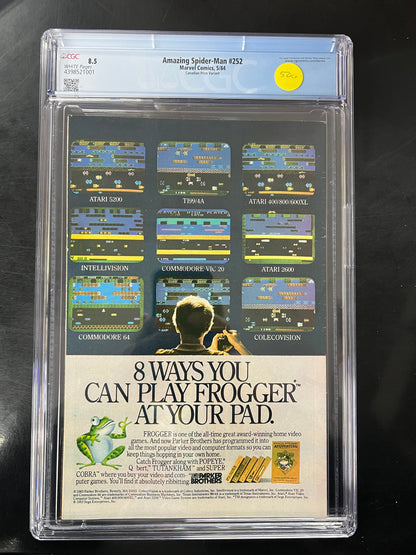 CGC 8.5 Amazing Spider-Man #252
WHITE Pages Marvel Comics, 5/84
4398521001 Canadian Price Variant
500
ATARI 5200 TI99/4A ATARI 400/800/600XL
INTELLIVISION COMMODORE VIC 20 ATARI 2600
COMMODORE 64 COLECOVISION
8 WAYS YOU
CAN PLAY FROGGER™
AT YOUR PAD.
FROGGER is one of the all-time great award-winning home video
games. And now Parker Brothers has programmed it into
all the most popular video and computer formats so you can
keep things hopping in your own home.
Catch Frogger along with POPEYE,
Q*bert, TUTANKHAM and SUPER
COBRA where you buy your video and com-
puter games. You'll find it absolutely ribbitting.
PARKER
BROTHERS